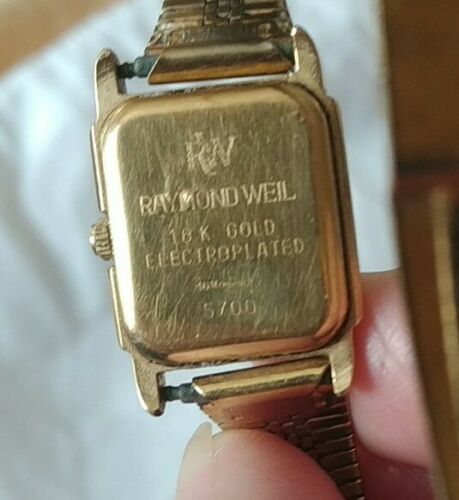 RW
RAYMOND WEIL
18 K GOLD
ELECTROPLATED
5700